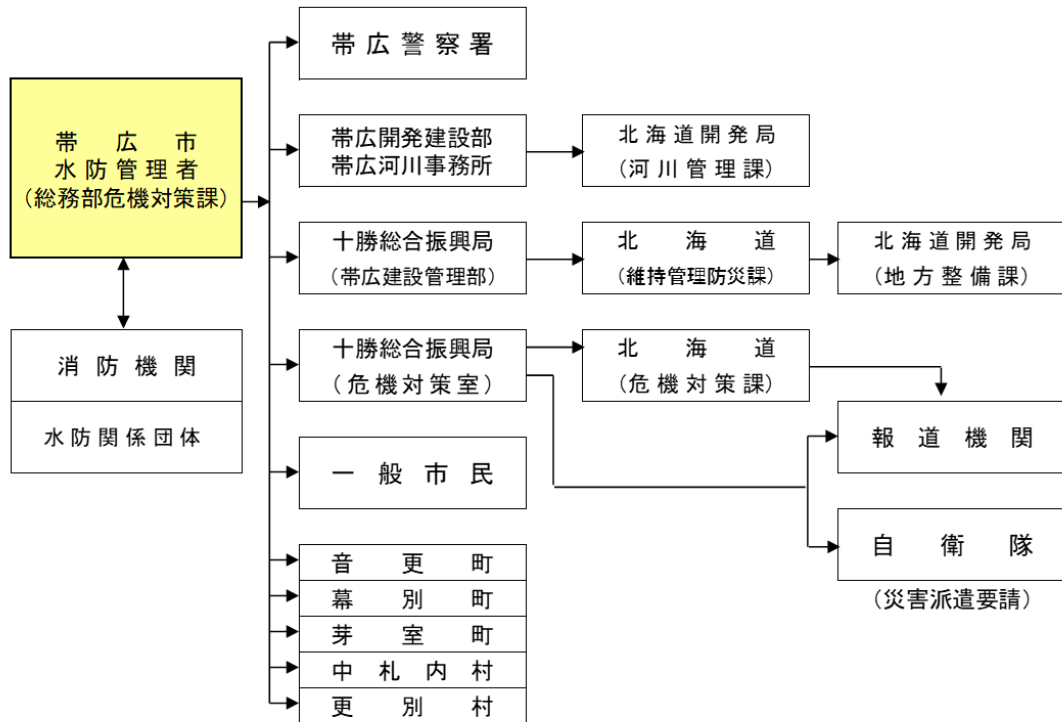 帯広市
水防管理者
(総務部危機対策課)
消防機関
水防関係団体
帯広警察署
帯広開発建設部
帯広河川事務所
北海道開発局
(河川管理課)
十勝総合振興局
(帯広建設管理部)
北海道
(維持管理防災課)
北海道開発局
(地方整備課)
十勝総合振興局
(危機対策室)
北海道
(危機対策課)
報道機関
自衛隊
(災害派遣要請)
一般市民
音更町
幕別町
芽室町
中札内村
更別村